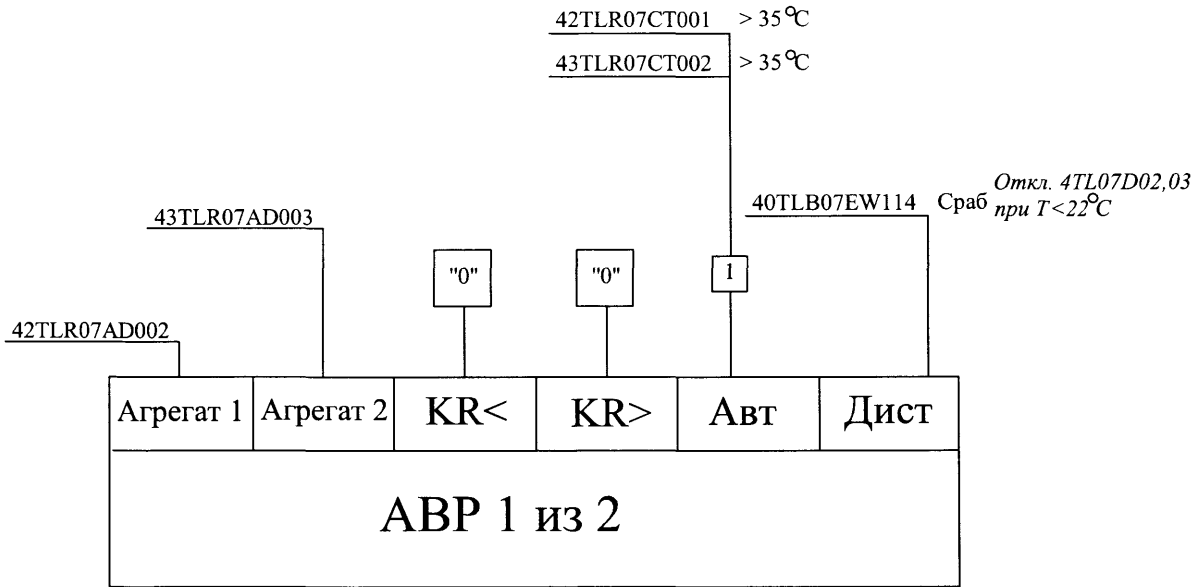 42TLR07CT001 > 35°C
43TLR07CT002 > 35°C
Откл. 4TL07D02,03
40TLB07EW114 Сраб при T<22°C
43TLR07AD003
"0" "0" 1
42TLR07AD002
Агрегат 1 Агрегат 2 KR< KR> Авт Дист
АВР 1 из 2